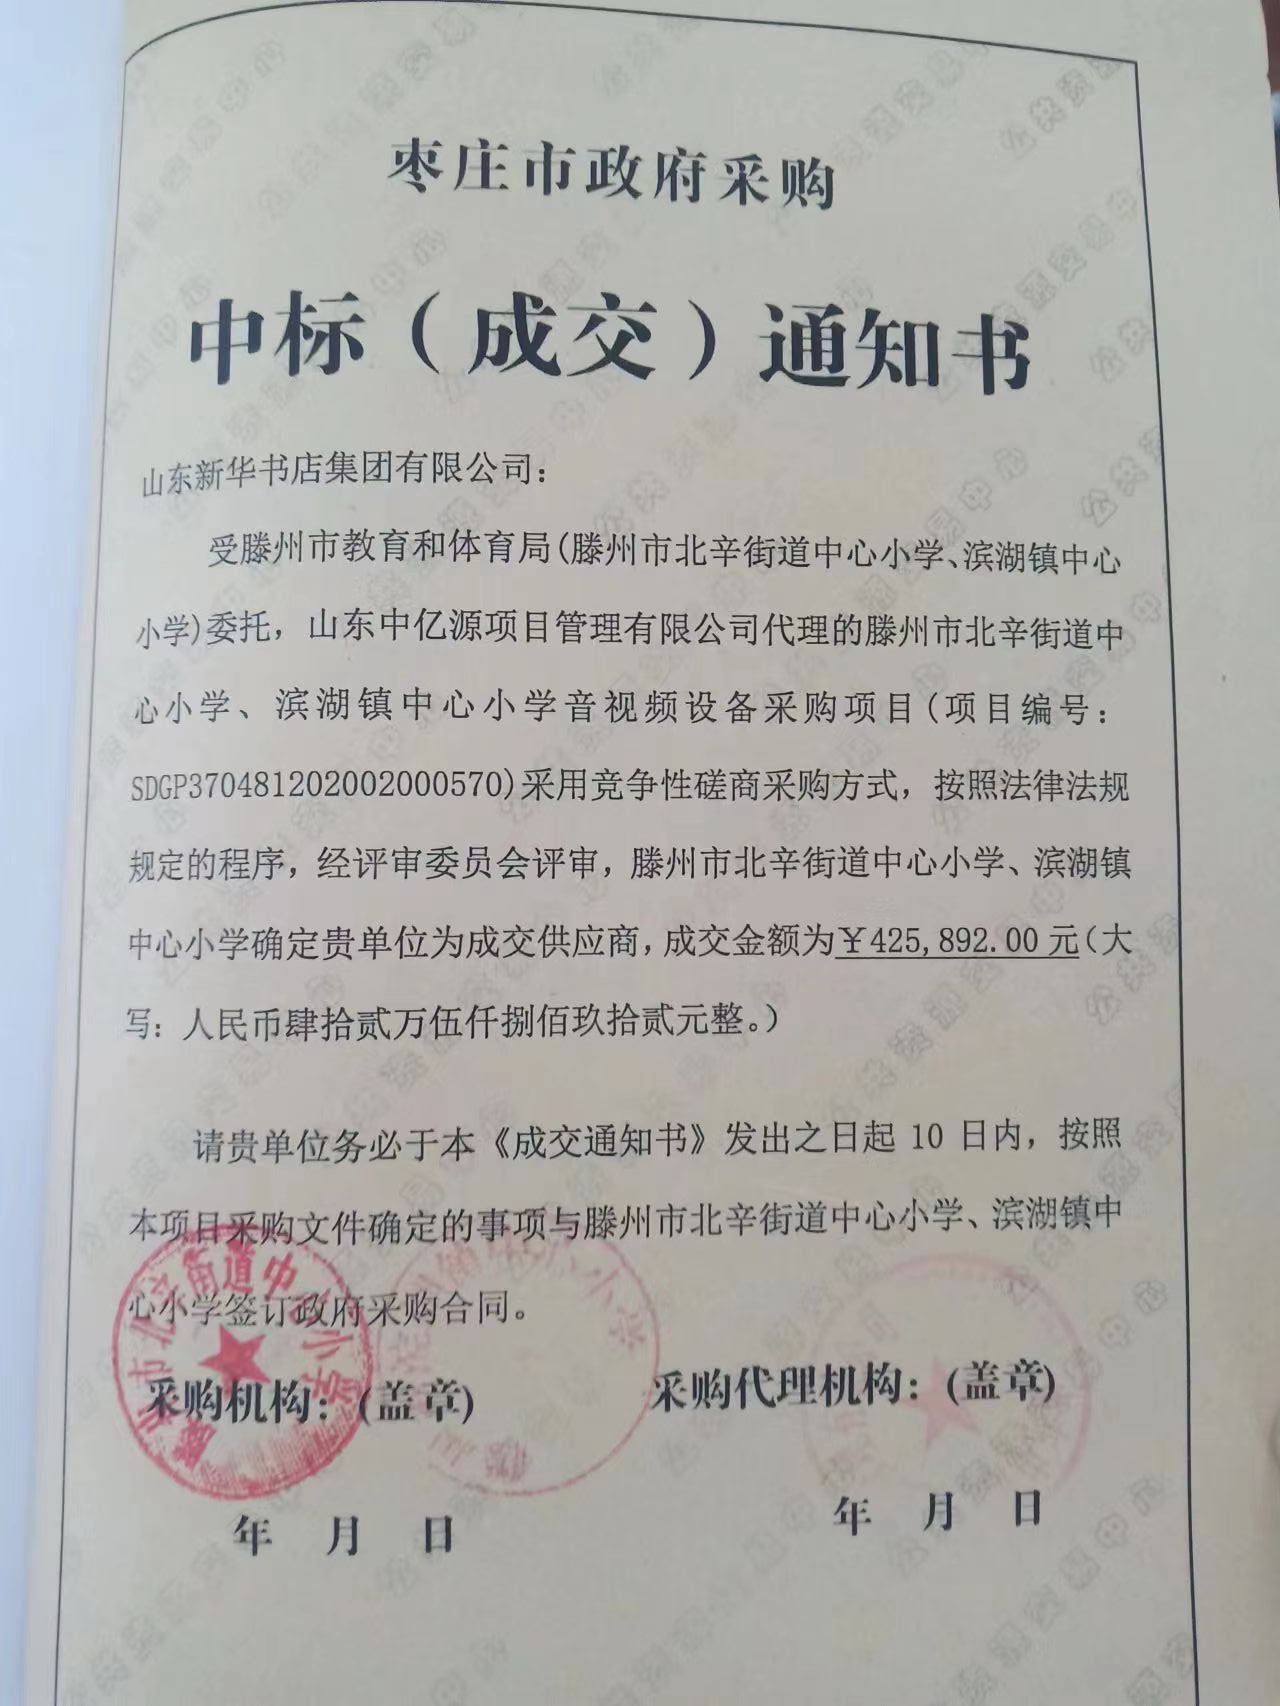 枣庄市政府采购
中标（成交）通知书
山东新华书店集团有限公司：
受滕州市教育和体育局(滕州市北辛街道中心小学、滨湖镇中心
小学)委托，山东中亿源项目管理有限公司代理的滕州市北辛街道中
心小学、滨湖镇中心小学音视频设备采购项目(项目编号：
SDGP370481202002000570)采用竞争性磋商采购方式，按照法律法规
规定的程序，经评审委员会评审，滕州市北辛街道中心小学、滨湖镇
中心小学确定贵单位为成交供应商，成交金额为￥425,892.00元（大
写：人民币肆拾贰万伍仟捌佰玖拾贰元整。）
请贵单位务必于本《成交通知书》发出之日起 10 日内，按照
本项目采购文件确定的事项与滕州市北辛街道中心小学、滨湖镇中
心小学签订政府采购合同。
采购机构：(盖章)
采购代理机构：(盖章)
年 月 日
年 月 日